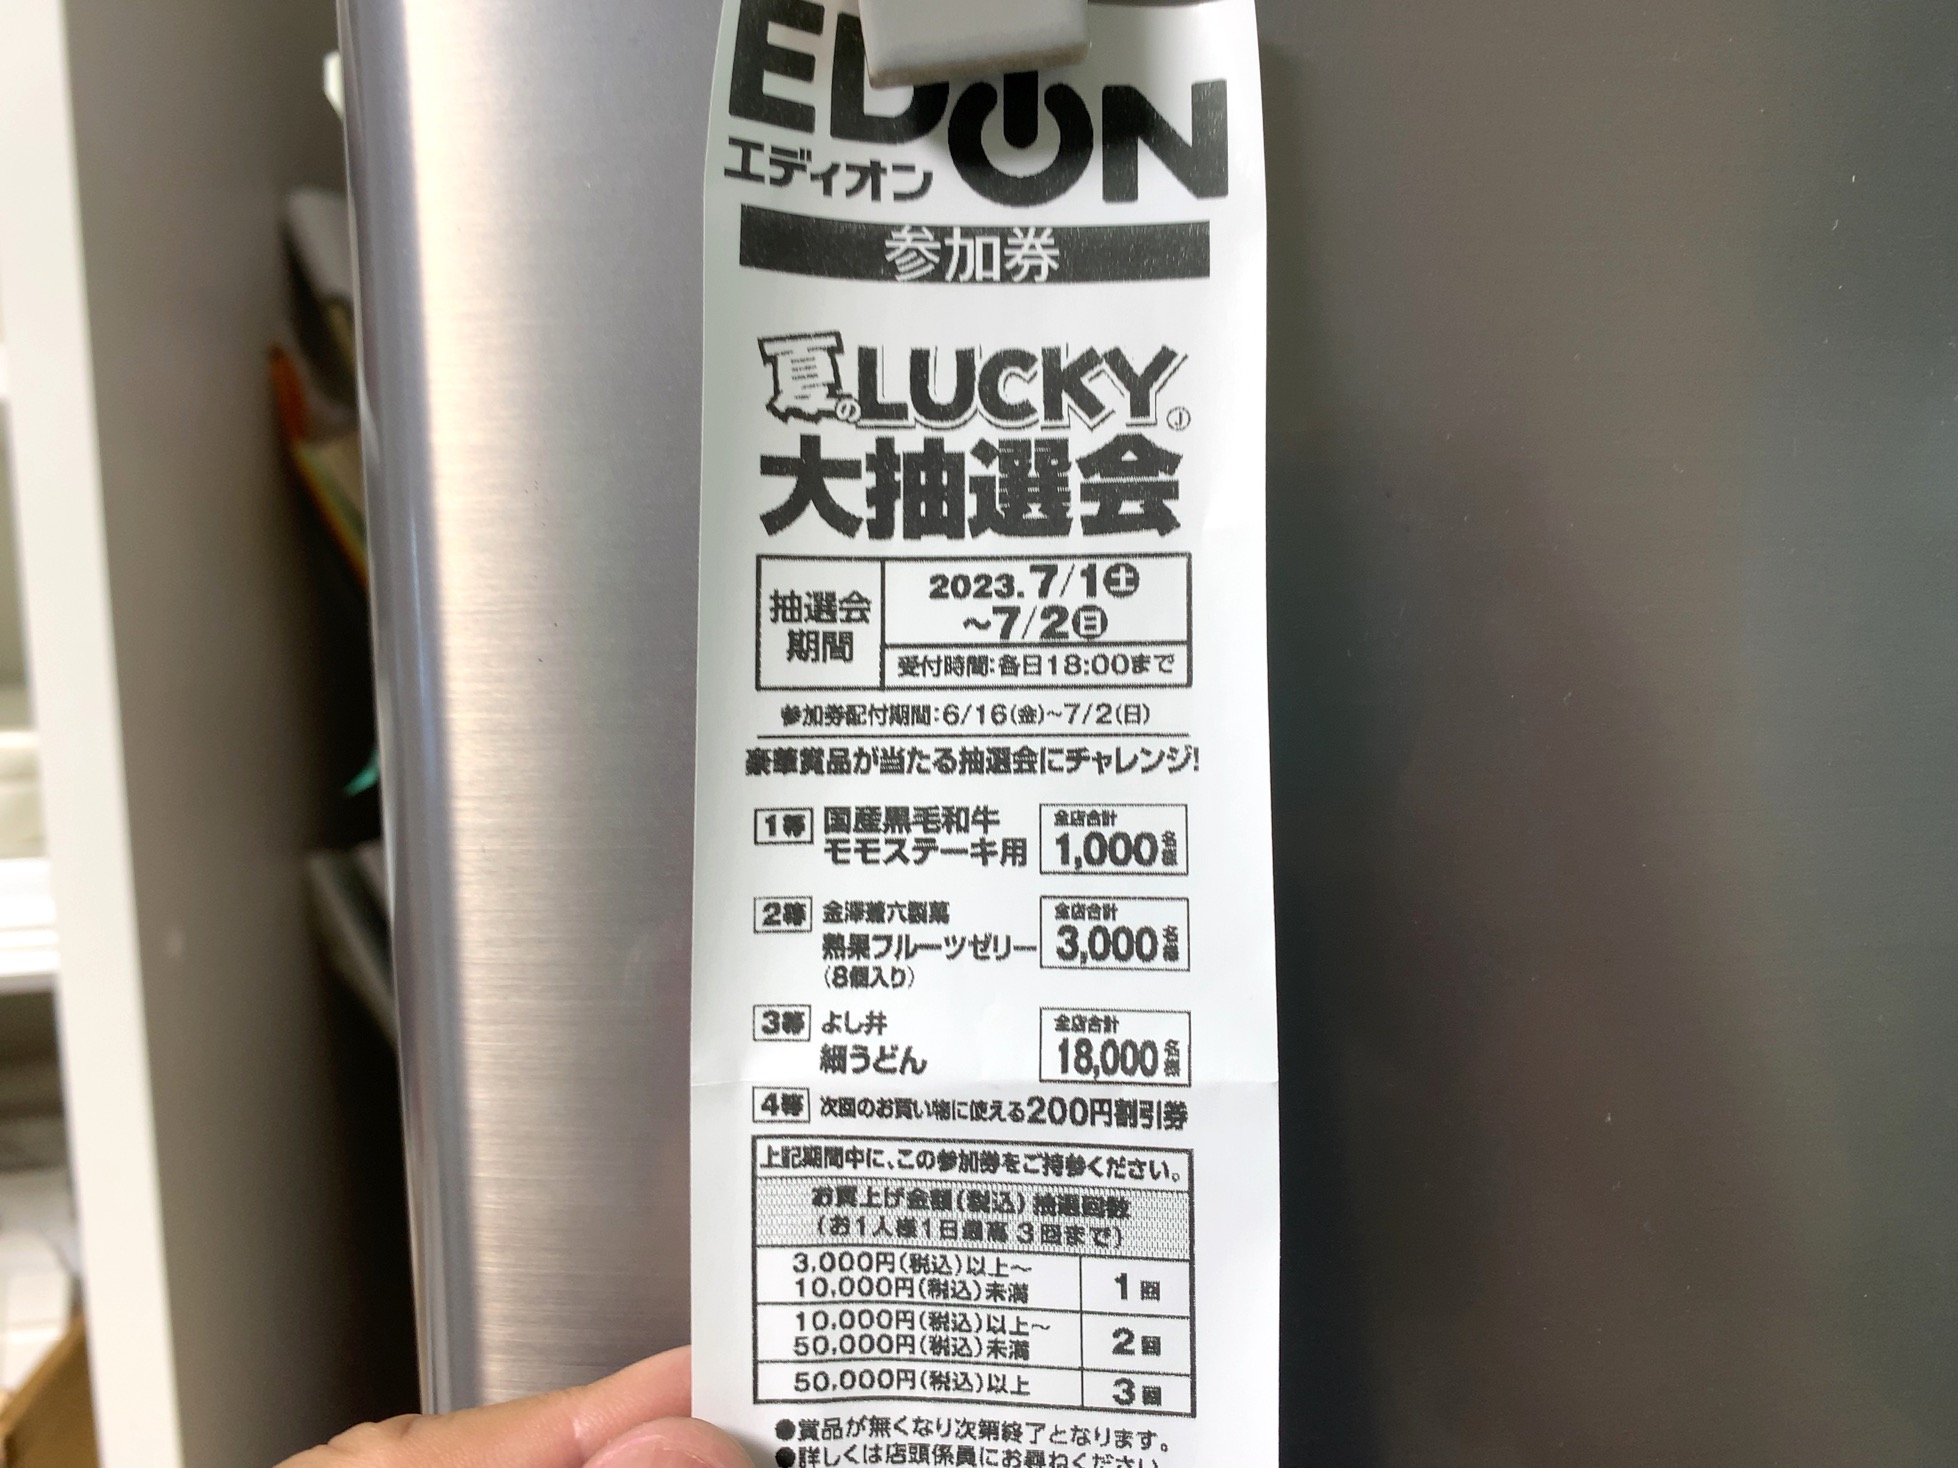 EDION
エディオン
参加券
夏のLUCKY
大抽選会
抽選会
期間
2023.7/1土
～7/2日
受付時間:各日18:00まで
参加券配付期間:6/16(金)～7/2(日)
豪華賞品が当たる抽選会にチャレンジ!
1等 国産黒毛和牛
モモステーキ用
全店合計
1,000名様
2等 金澤兼六製菓
熟果フルーツゼリー
(8個入り)
全店合計
3,000名様
3等 よし井
細うどん
全店合計
18,000名様
4等 次回のお買い物に使える200円割引券
上記期間中に、この参加券をご持参ください。
お買上げ金額(税込) 抽選回数
(お1人様1日最高3回まで)
3,000円(税込)以上～
10,000円(税込)未満
1回
10,000円(税込)以上～
50,000円(税込)未満
2回
50,000円(税込)以上
3回
●賞品が無くなり次第終了となります。
●詳しくは店頭係員にお尋ねください。